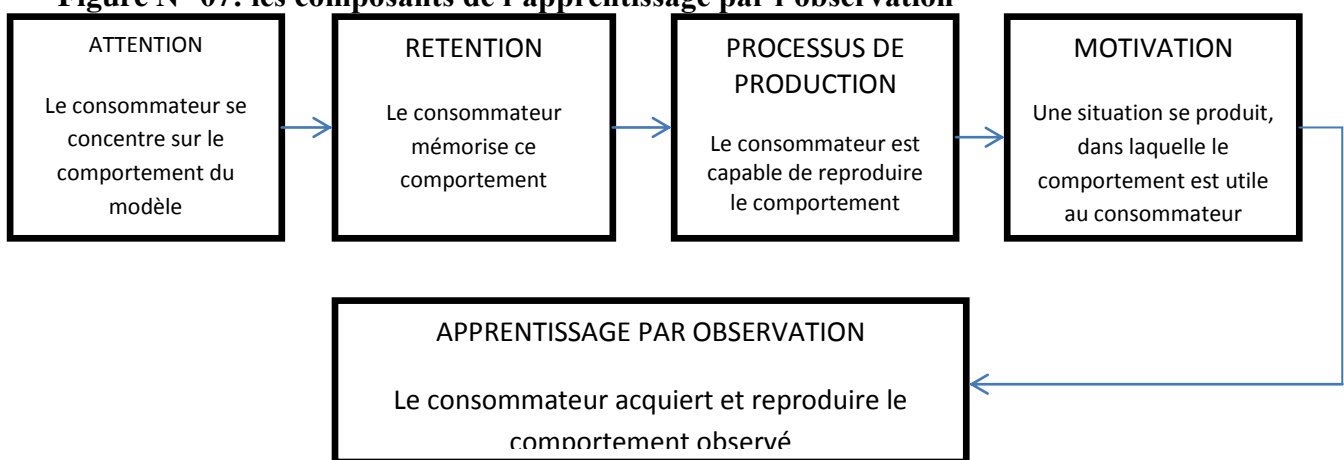 Figure N° 07: les composants de l'apprentissage par l'observation
ATTENTION
Le consommateur se
concentre sur le
comportement du
modèle
RETENTION
Le consommateur
mémorise ce
comportement
PROCESSUS DE
PRODUCTION
Le consommateur est
capable de reproduire
le comportement
MOTIVATION
Une situation se produit,
dans laquelle le
comportement est utile
au consommateur
APPRENTISSAGE PAR OBSERVATION
Le consommateur acquiert et reproduire le
comportement observé